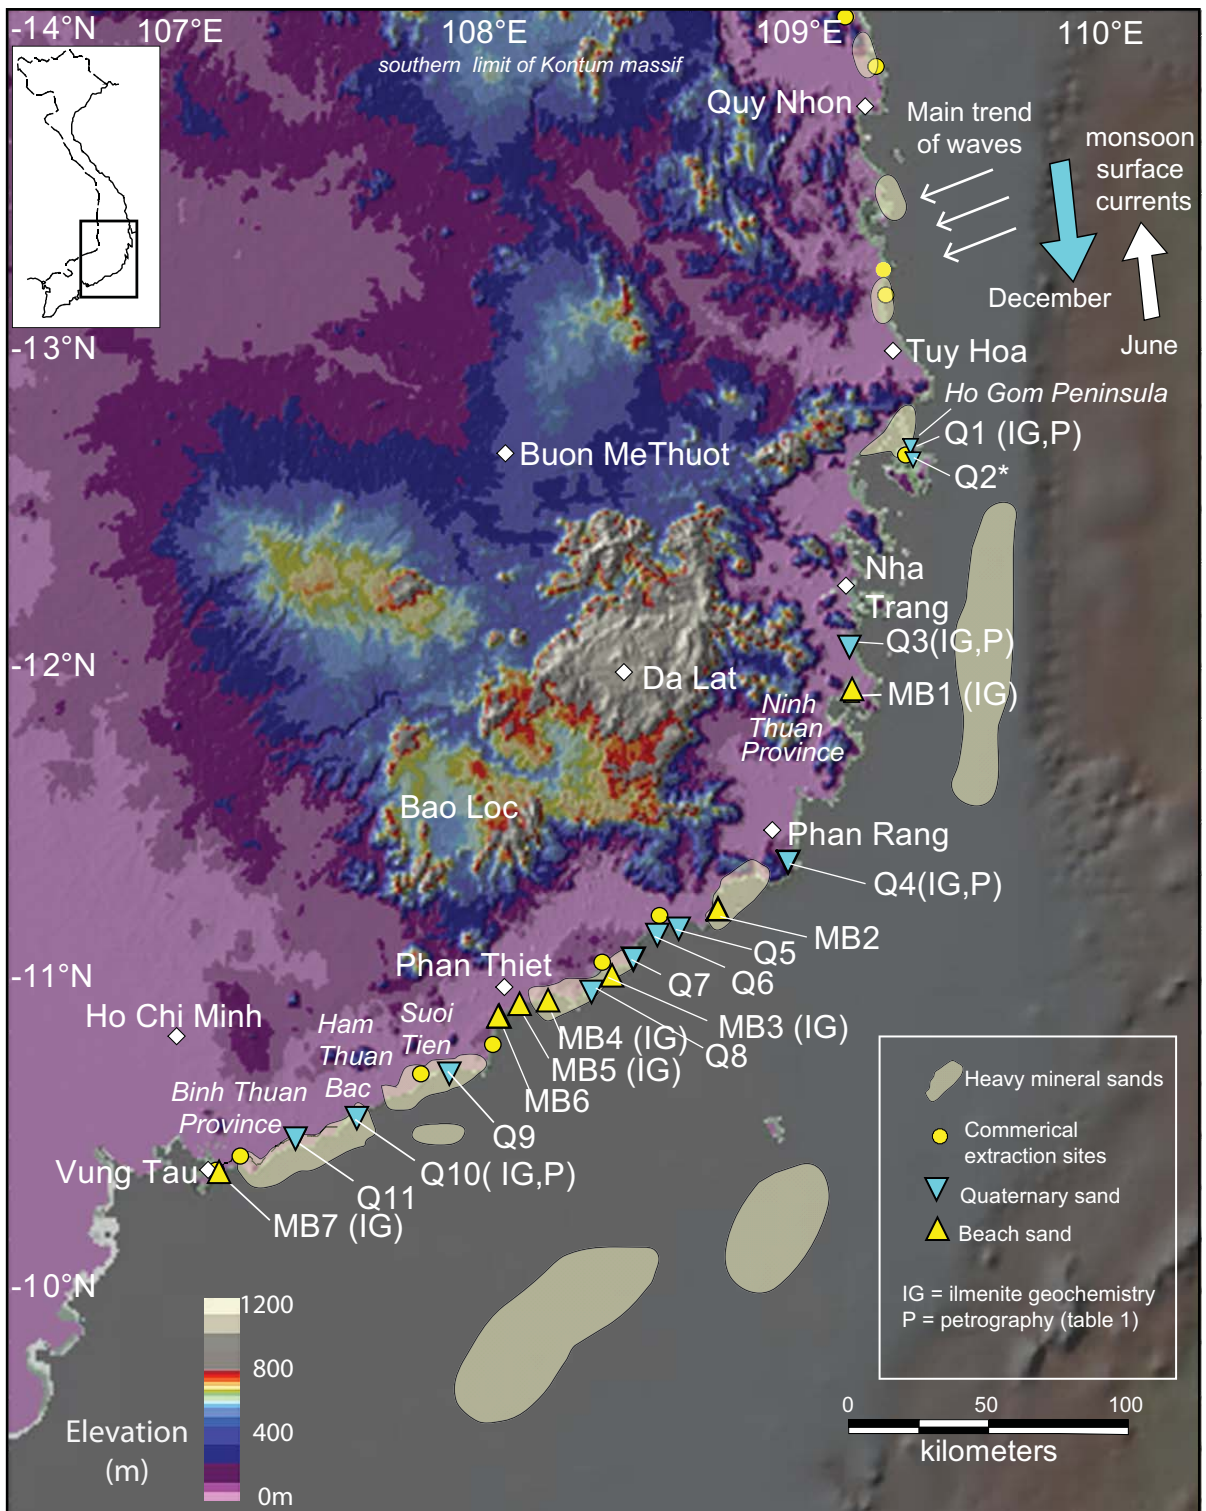 -14°N
107°E
108°E
109°E
110°E
southern limit of Kontum massif
Quy Nhon
Main trend
of waves
monsoon
surface
currents
December
June
-13°N
Tuy Hoa
Ho Gom Peninsula
Q1 (IG,P)
Q2*
Buon MeThuot
Nha
Trang
Q3(IG,P)
-12°N
Da Lat
MB1 (IG)
Ninh
Thuan
Province
Bao Loc
Phan Rang
Q4(IG,P)
MB2
Q5
Q6
Q7
-11°N
Phan Thiet
Ho Chi Minh
Suoi
Tien
Ham
Thuan
Bac
MB3 (IG)
MB4 (IG)
Q8
MB5 (IG)
MB6
Binh Thuan
Province
Q9
Vung Tau
Q10( IG,P)
Q11
MB7 (IG)
-10°N
Heavy mineral sands
Commerical
extraction sites
Quaternary sand
Beach sand
IG = ilmenite geochemistry
P = petrography (table 1)
1200
800
400
0m
Elevation
(m)
0
50
100
kilometers